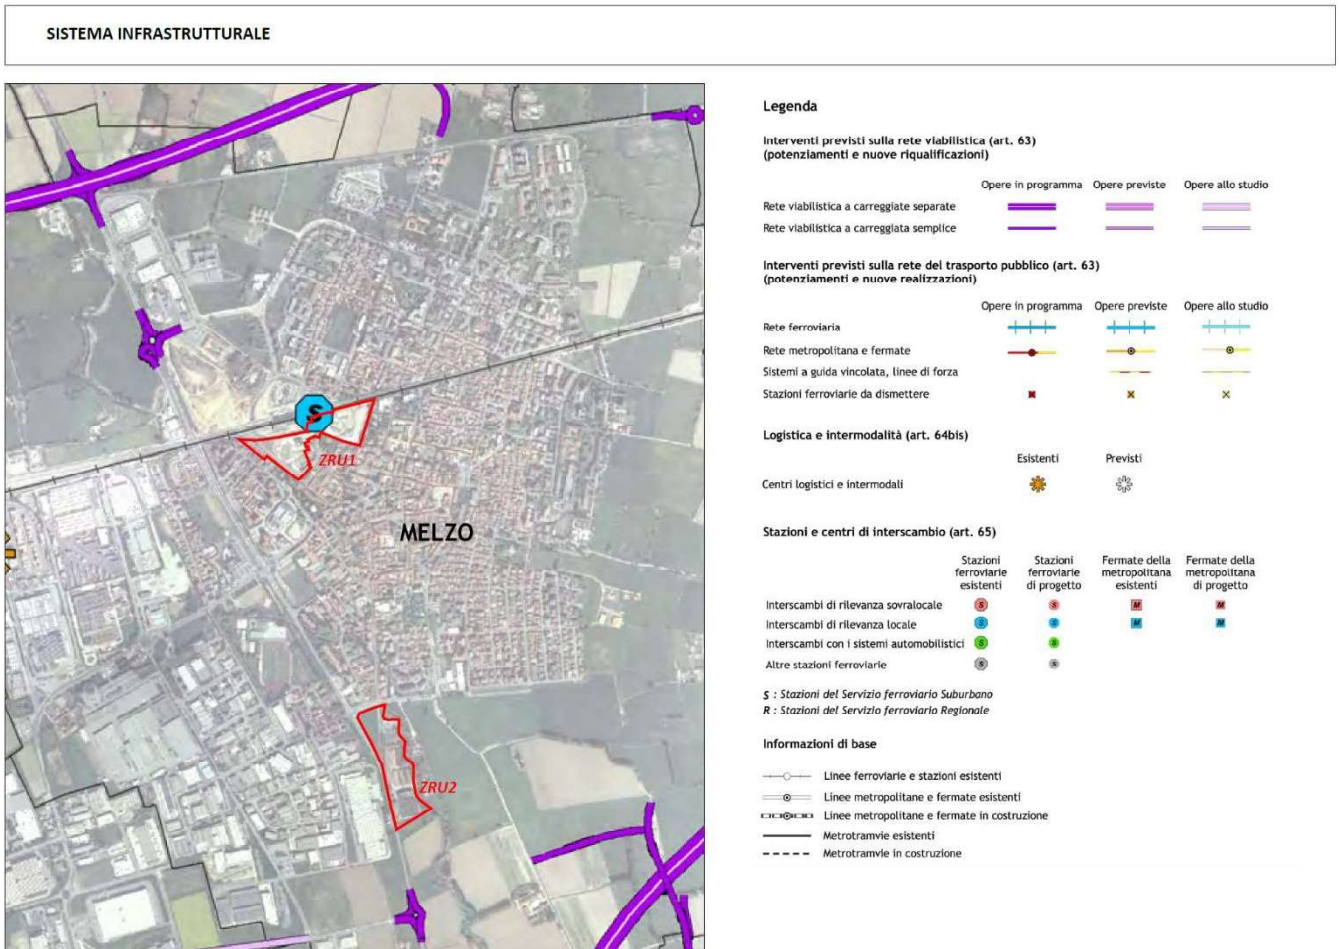 SISTEMA INFRASTRUTTURALE
S
ZRU1
MELZO
ZRU2
Legenda
Interventi previsti sulla rete viabilistica (art. 63)
(potenziamenti e nuove riqualificazioni)
Opere in programma Opere previste Opere allo studio
Rete viabilistica a carreggiate separate
Rete viabilistica a carreggiata semplice
Interventi previsti sulla rete del trasporto pubblico (art. 63)
(potenziamenti e nuove realizzazioni)
Opere in programma Opere previste Opere allo studio
Rete ferroviaria
Rete metropolitana e fermate
Sistemi a guida vincolata, linee di forza
Stazioni ferroviarie da dismettere
Logistica e intermodalità (art. 64bis)
Esistenti Previsti
Centri logistici e intermodali
Stazioni e centri di interscambio (art. 65)
Stazioni Stazioni Fermate della Fermate della
ferroviarie ferroviarie metropolitana metropolitana
esistenti di progetto esistenti di progetto
Interscambi di rilevanza sovralocale S S M M
Interscambi di rilevanza locale S S M M
Interscambi con i sistemi automobilistici S S
Altre stazioni ferroviarie S S
S : Stazioni del Servizio ferroviario Suburbano
R : Stazioni del Servizio ferroviario Regionale
Informazioni di base
Linee ferroviarie e stazioni esistenti
Linee metropolitane e fermate esistenti
Linee metropolitane e fermate in costruzione
Metrotramvie esistenti
Metrotramvie in costruzione